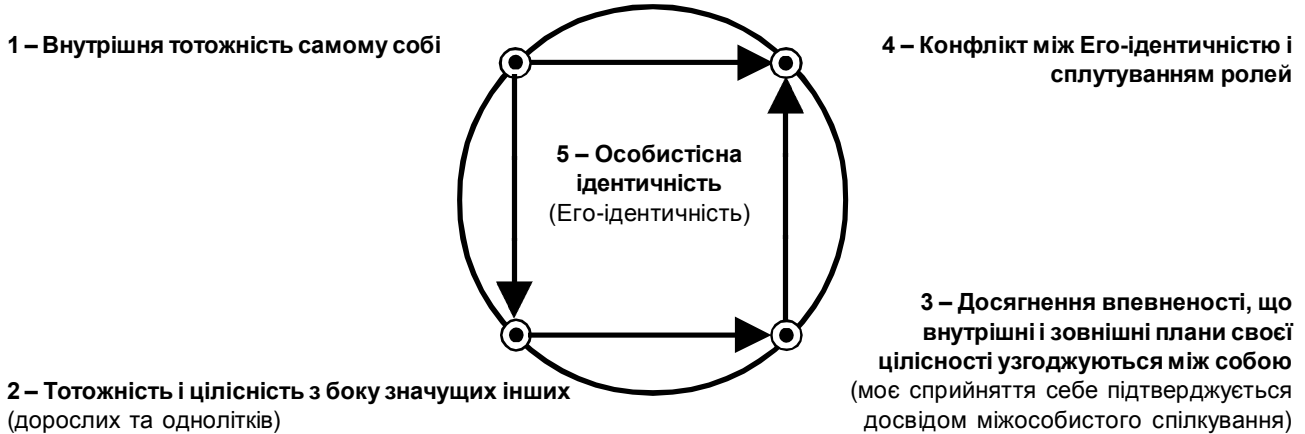 1 – Внутрішня тотожність самому собі
4 – Конфлікт між Его-ідентичністю і
сплутуванням ролей
5 – Особистісна
ідентичність
(Его-ідентичність)
2 – Тотожність і цілісність з боку значущих інших
(дорослих та однолітків)
3 – Досягнення впевненості, що
внутрішні і зовнішні плани своєї
цілісності узгоджуються між собою
(моє сприйняття себе підтверджується
досвідом міжособистого спілкування)